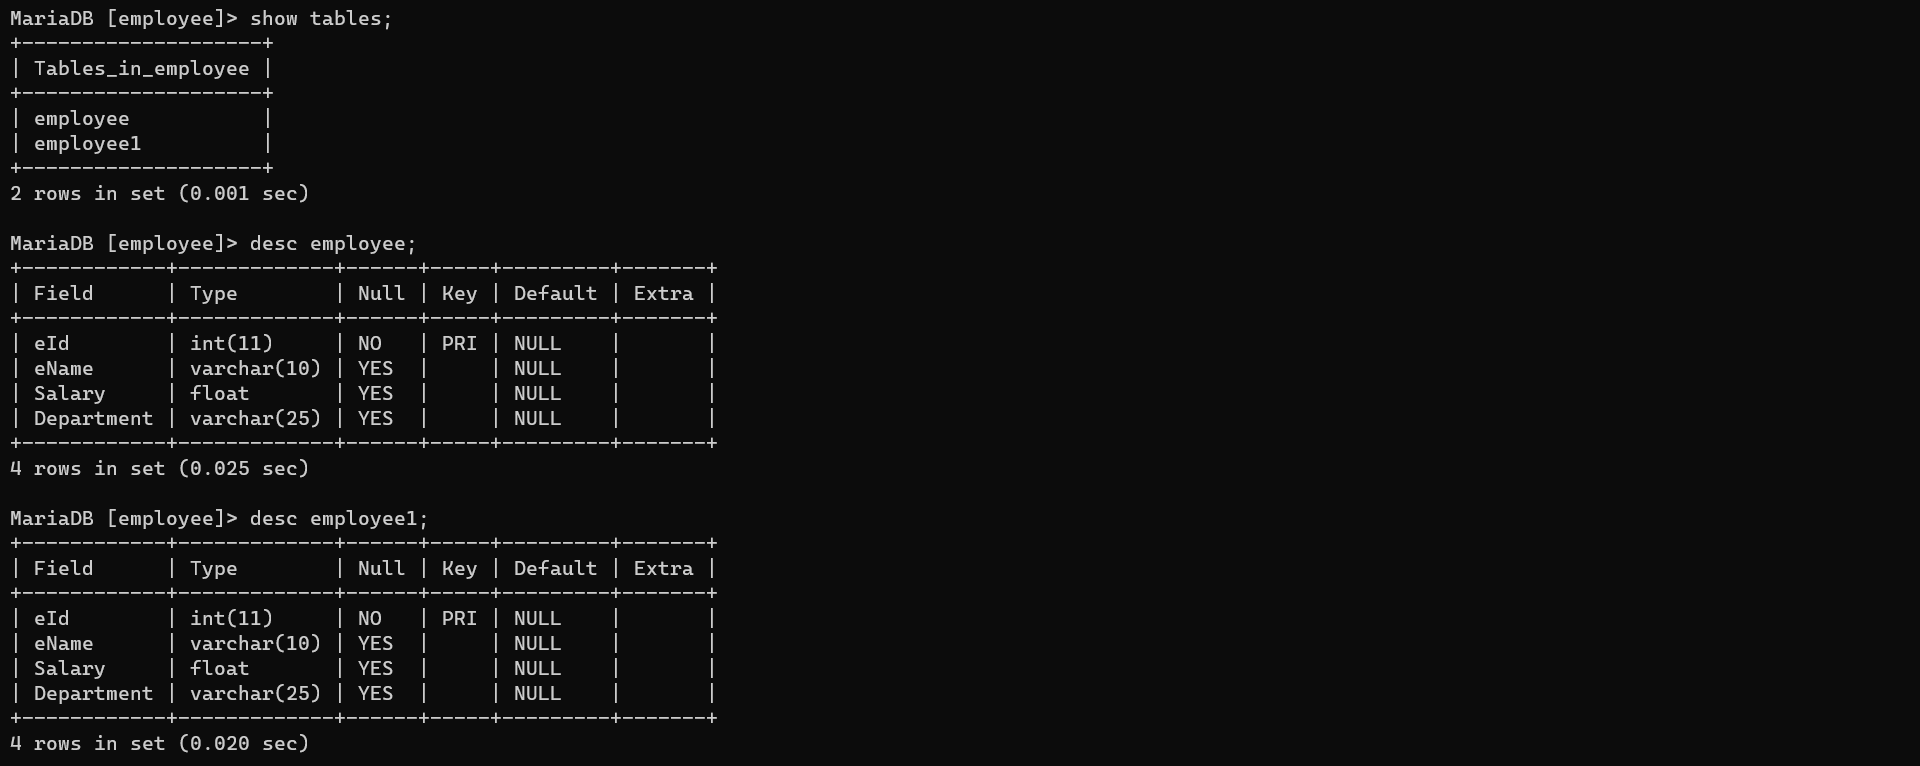 MariaDB [employee]> show tables;
+--------------------+
| Tables_in_employee |
+--------------------+
| employee           |
| employee1          |
+--------------------+
2 rows in set (0.001 sec)

MariaDB [employee]> desc employee;
+------------+-------------+------+-----+---------+-------+
| Field      | Type        | Null | Key | Default | Extra |
+------------+-------------+------+-----+---------+-------+
| eId        | int(11)     | NO   | PRI | NULL    |       |
| eName      | varchar(10) | YES  |     | NULL    |       |
| Salary     | float       | YES  |     | NULL    |       |
| Department | varchar(25) | YES  |     | NULL    |       |
+------------+-------------+------+-----+---------+-------+
4 rows in set (0.025 sec)

MariaDB [employee]> desc employee1;
+------------+-------------+------+-----+---------+-------+
| Field      | Type        | Null | Key | Default | Extra |
+------------+-------------+------+-----+---------+-------+
| eId        | int(11)     | NO   | PRI | NULL    |       |
| eName      | varchar(10) | YES  |     | NULL    |       |
| Salary     | float       | YES  |     | NULL    |       |
| Department | varchar(25) | YES  |     | NULL    |       |
+------------+-------------+------+-----+---------+-------+
4 rows in set (0.020 sec)